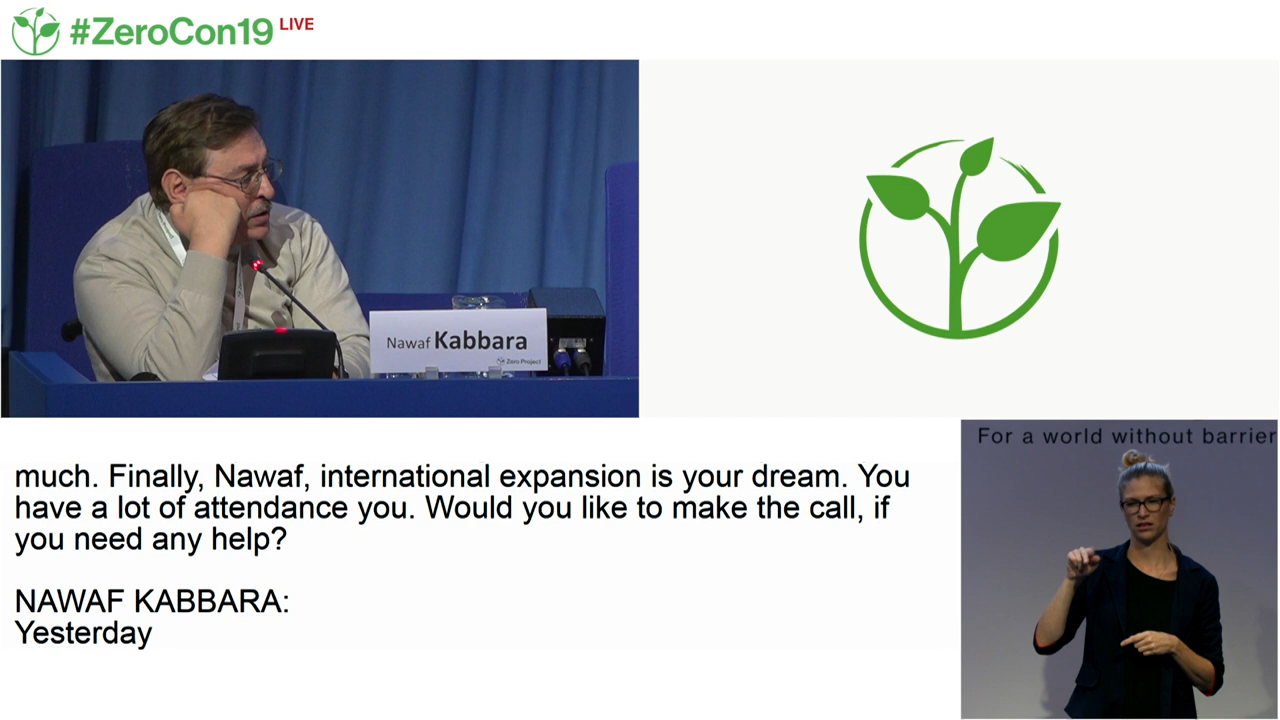 #ZeroCon19 LIVE
Nawaf Kabbara
Zero Project
For a world without barrier
much. Finally, Nawaf, international expansion is your dream. You
have a lot of attendance you. Would you like to make the call, if
you need any help?
NAWAF KABBARA:
Yesterday